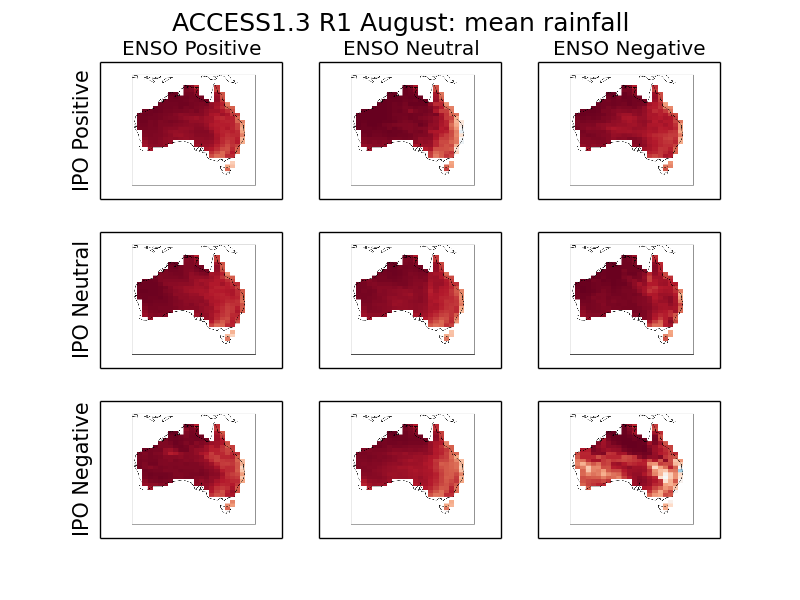 ACCESS1.3 R1 August: mean rainfall
ENSO Positive
ENSO Neutral
ENSO Negative
IPO Positive
IPO Neutral
IPO Negative